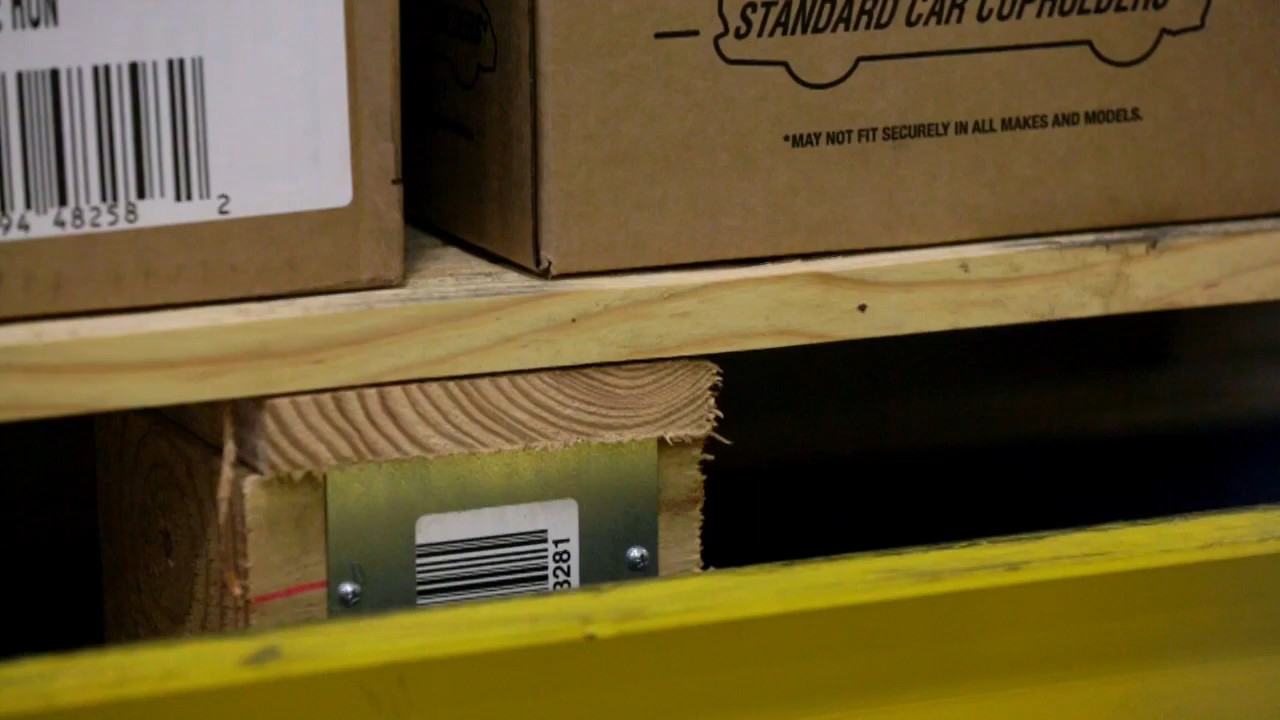 RUN
94 48258 2
STANDARD CAR CUPHOLDERS
*MAY NOT FIT SECURELY IN ALL MAKES AND MODELS.
3281